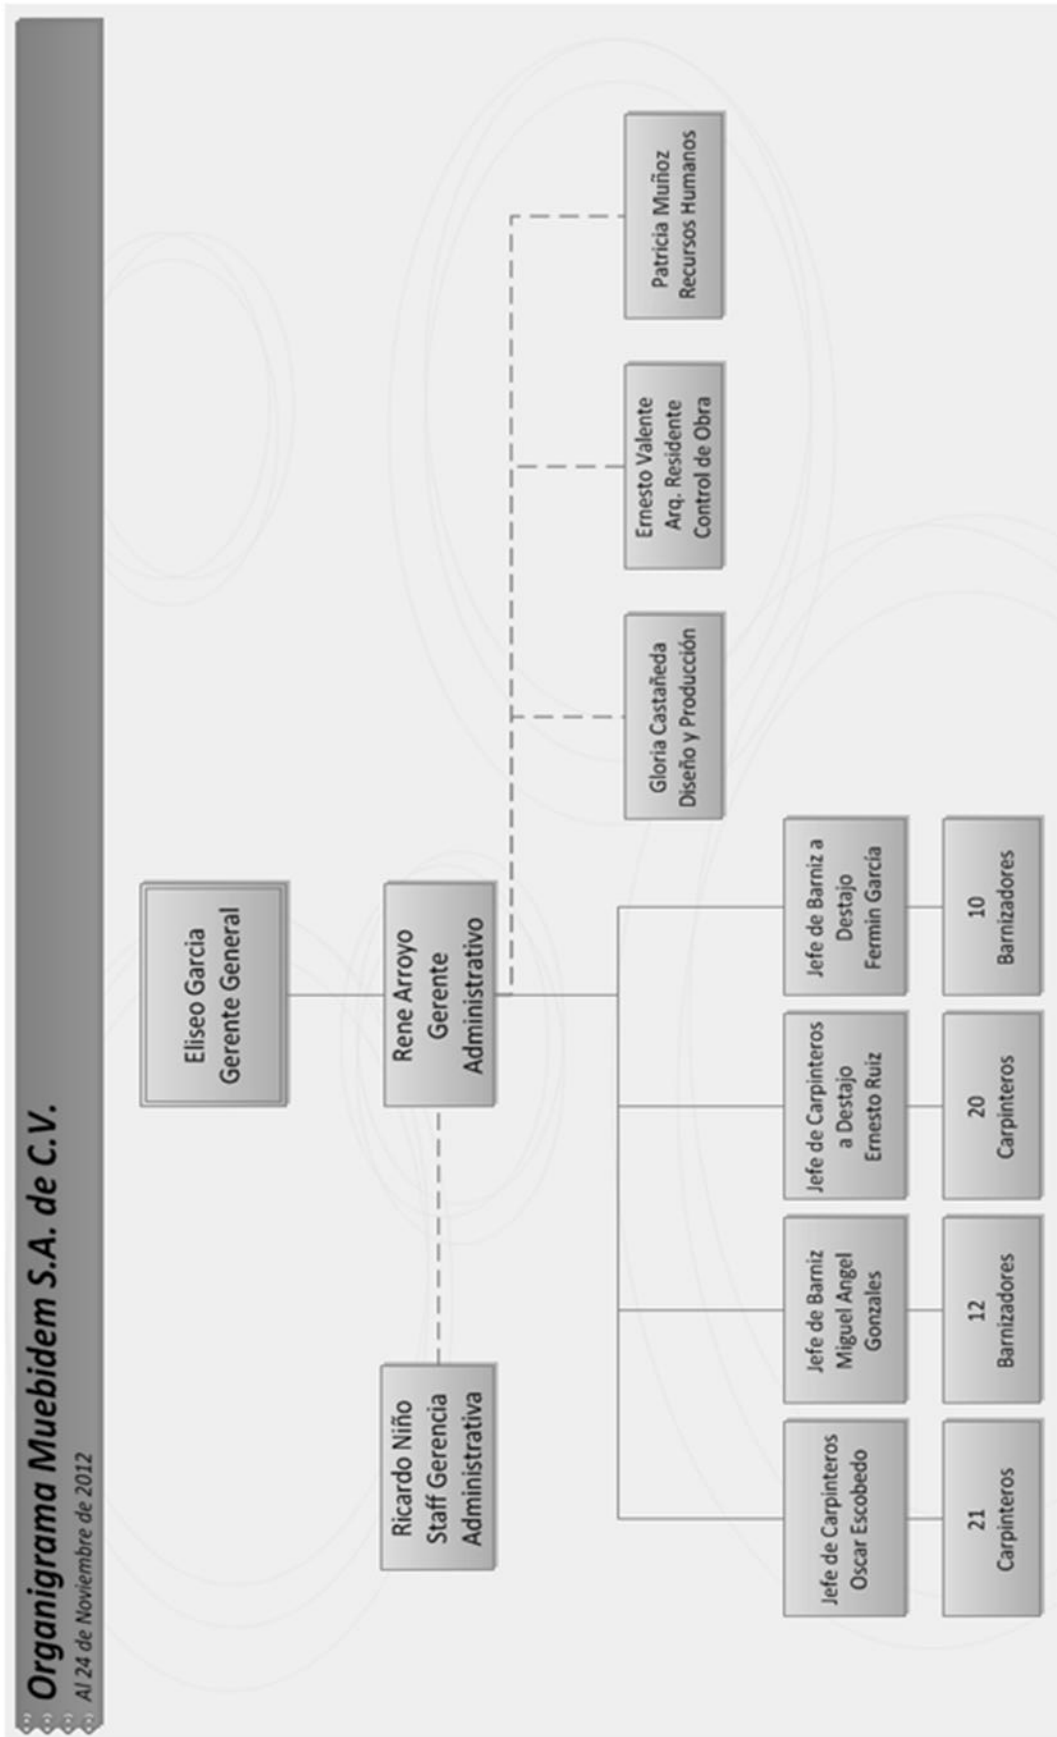 Organigrama Muebidem S.A. de C.V.
Al 24 de Noviembre de 2012
Eliseo Garcia
Gerente General
Ricardo Niño
Staff Gerencia
Administrativa
Rene Arroyo
Gerente
Administrativo
Gloria Castañeda
Diseño y Producción
Ernesto Valente
Arq. Residente
Control de Obra
Patricia Muñoz
Recursos Humanos
Jefe de Carpinteros
Oscar Escobedo
Jefe de Barniz
Miguel Angel
Gonzales
Jefe de Carpinteros
a Destajo
Ernesto Ruiz
Jefe de Barniz a
Destajo
Fermin García
21
Carpinteros
12
Barnizadores
20
Carpinteros
10
Barnizadores